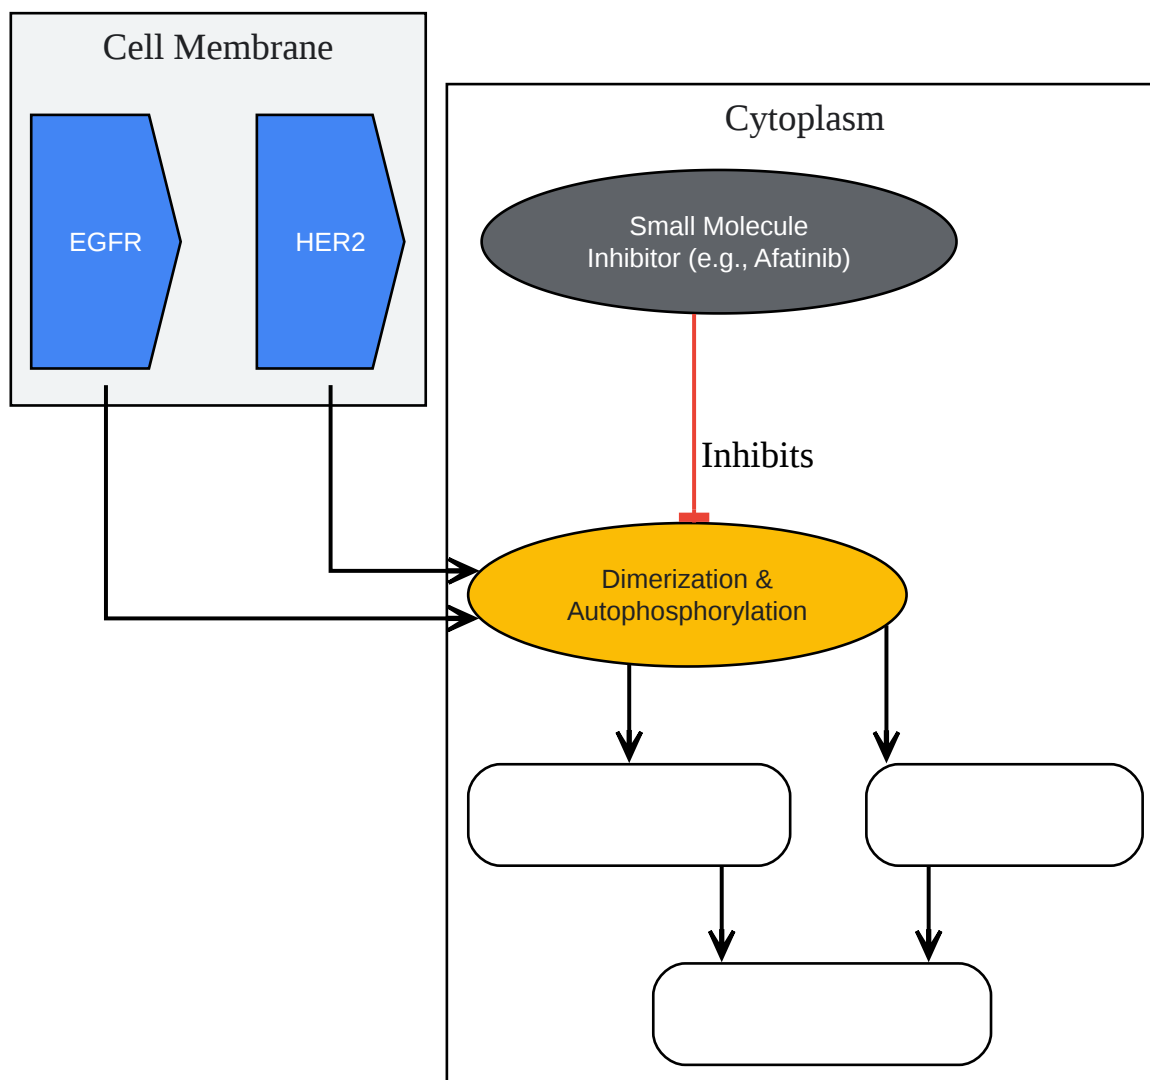 Cell Membrane
EGFR
HER2
Cytoplasm
Small Molecule
Inhibitor (e.g., Afatinib)
Inhibits
Dimerization &
Autophosphorylation